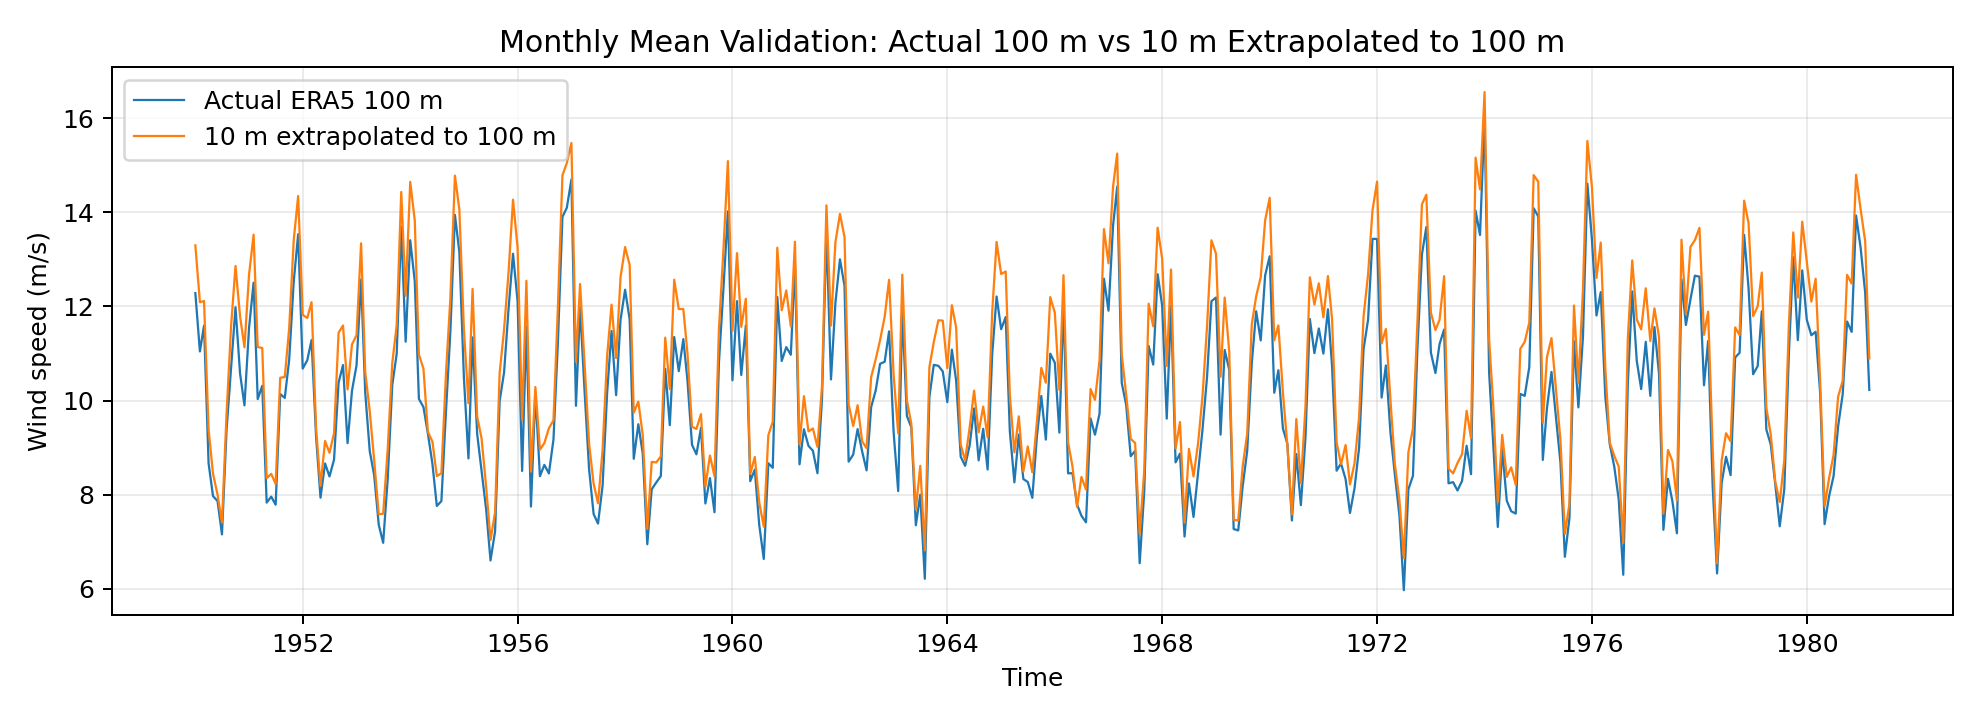 Monthly Mean Validation: Actual 100 m vs 10 m Extrapolated to 100 m
Actual ERA5 100 m
10 m extrapolated to 100 m
Wind speed (m/s)
16
14
12
10
8
6
1952 1956 1960 1964 1968 1972 1976 1980
Time